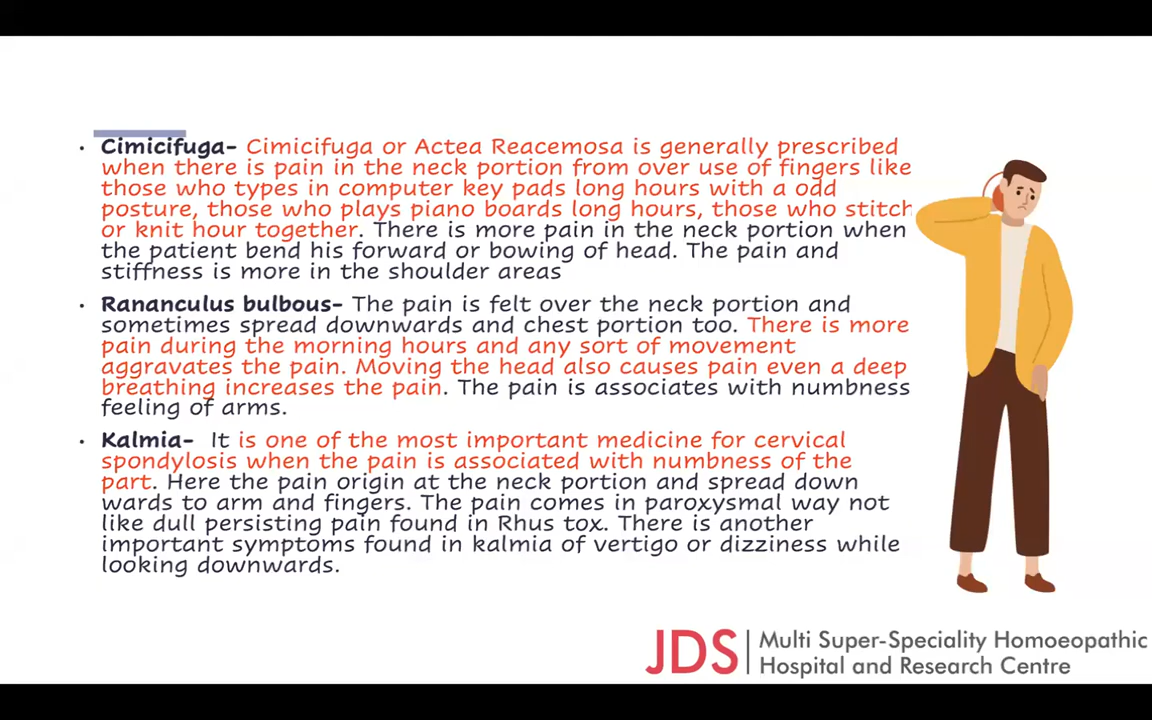 • Cimicifuga- Cimicifuga or Actea Reacemosa is generally prescribed
when there is pain in the neck portion from over use of fingers like
those who types in computer key pads long hours with a odd
posture, those who plays piano boards long hours, those who stitch
or knit hour together. There is more pain in the neck portion when
the patient bend his forward or bowing of head. The pain and
stiffness is more in the shoulder areas
• Rananculus bulbous- The pain is felt over the neck portion and
sometimes spread downwards and chest portion too. There is more
pain during the morning hours and any sort of movement
aggravates the pain. Moving the head also causes pain even a deep
breathing increases the pain. The pain is associates with numbness
feeling of arms.
• Kalmia- It is one of the most important medicine for cervical
spondylosis when the pain is associated with numbness of the
part. Here the pain origin at the neck portion and spread down
wards to arm and fingers. The pain comes in paroxysmal way not
like dull persisting pain found in Rhus tox. There is another
important symptoms found in kalmia of vertigo or dizziness while
looking downwards.
JDS Multi Super-Speciality Homoeopathic
Hospital and Research Centre